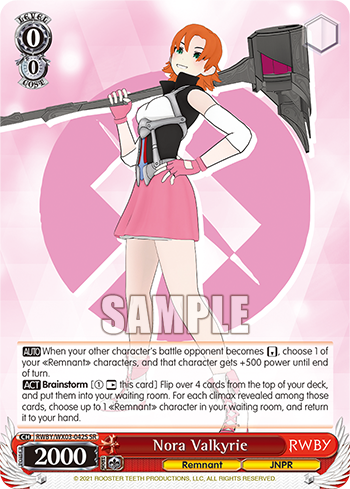 LEVEL
0
0
COST
SAMPLE
AUTO When your other character's battle opponent becomes [ ], choose 1 of
your «Remnant» characters, and that character gets +500 power until end
of turn.
ACT Brainstorm [① this card] Flip over 4 cards from the top of your deck,
and put them into your waiting room. For each climax revealed among those
cards, choose up to 1 «Remnant» character in your waiting room, and return
it to your hand.
CH RWBY/WX03-042S SR
Nora Valkyrie
RWBY
POWER 2000
Remnant
JNPR
©2021 ROOSTER TEETH PRODUCTIONS, LLC, ALL RIGHTS RESERVED.